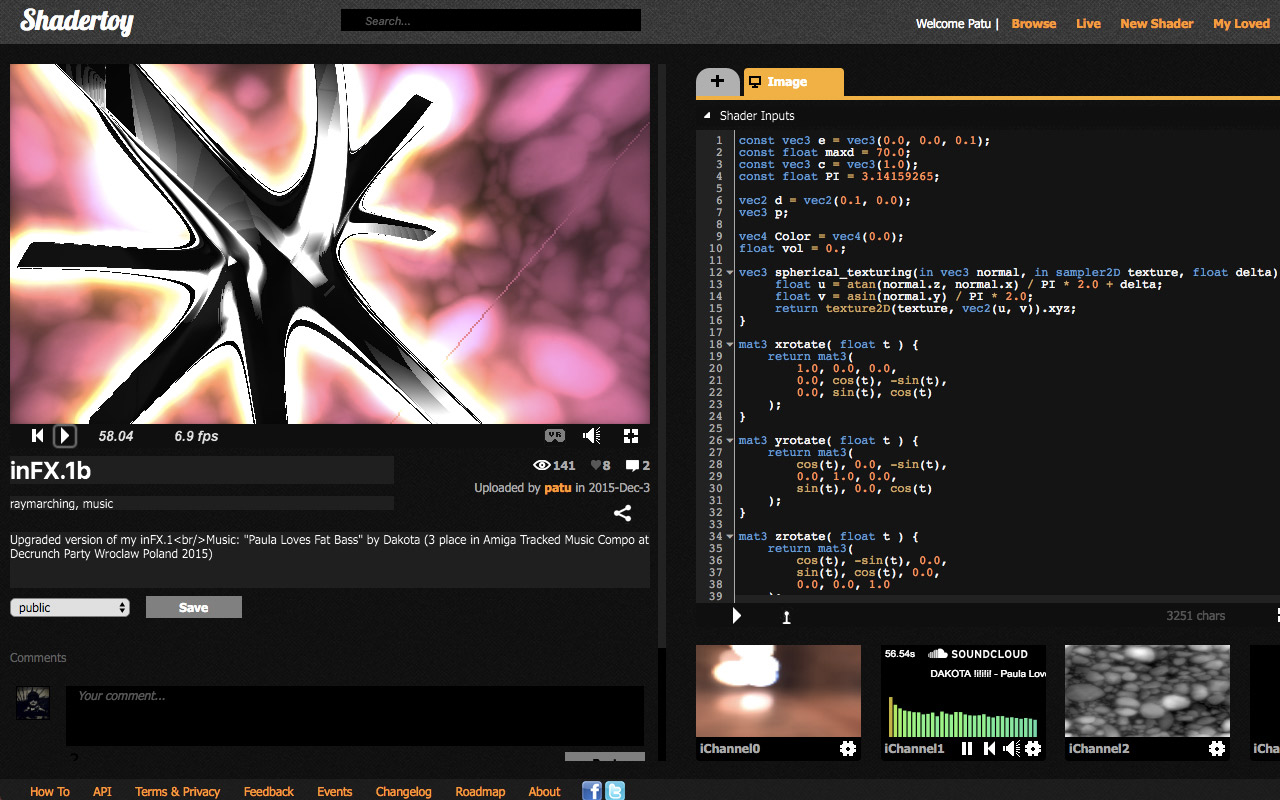 Shadertoy
Search...
Welcome Patu | Browse Live New Shader My Loved
+ Image
Shader Inputs
1 const vec3 e = vec3(0.0, 0.0, 0.1);
2 const float maxd = 70.0;
3 const vec3 c = vec3(1.0);
4 const float PI = 3.14159265;
5
6 vec2 d = vec2(0.1, 0.0);
7 vec3 p;
8
9 vec4 Color = vec4(0.0);
10 float vol = 0.;
11
12 vec3 spherical_texturing(in vec3 normal, in sampler2D texture, float delta)
13 float u = atan(normal.z, normal.x) / PI * 2.0 + delta;
14 float v = asin(normal.y) / PI * 2.0;
15 return texture2D(texture, vec2(u, v)).xyz;
16 }
17
18 mat3 xrotate( float t ) {
19 return mat3(
20 1.0, 0.0, 0.0,
21 0.0, cos(t), -sin(t),
22 0.0, sin(t), cos(t)
23 );
24 }
25
26 mat3 yrotate( float t ) {
27 return mat3(
28 cos(t), 0.0, -sin(t),
29 0.0, 1.0, 0.0,
30 sin(t), 0.0, cos(t)
31 );
32 }
33
34 mat3 zrotate( float t ) {
35 return mat3(
36 cos(t), -sin(t), 0.0,
37 sin(t), cos(t), 0.0,
38 0.0, 0.0, 1.0
39
3251 chars
58.04 6.9 fps VR
inFX.1b
141 8 2
Uploaded by patu in 2015-Dec-3
raymarching, music
Upgraded version of my inFX.1<br/>Music: "Paula Loves Fat Bass" by Dakota (3 place in Amiga Tracked Music Compo at
Decrunch Party Wroclaw Poland 2015)
public Save
Comments
Your comment...
56.54s SOUNDCLOUD
DAKOTA !ili!i! - Paula Lov
iChannel0 iChannel1 iChannel2 iChann
How To API Terms & Privacy Feedback Events Changelog Roadmap About